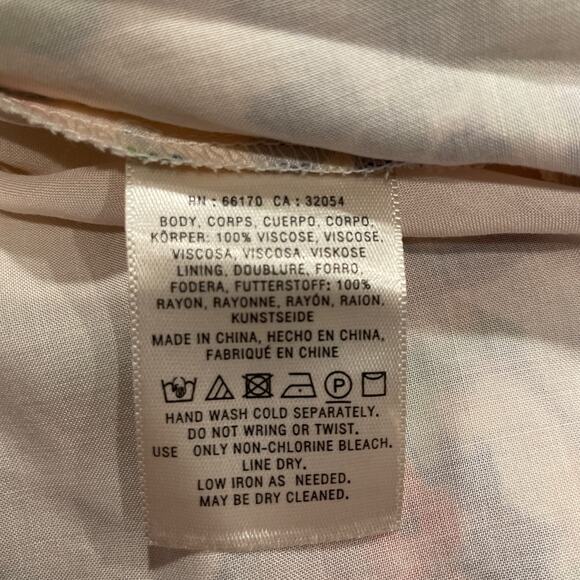 RN : 66170 CA : 32054
BODY, CORPS, CUERPO, CORPO,
KÖRPER: 100% VISCOSE, VISCOSE,
VISCOSA, VISCOSA, VISKOSE
LINING, DOUBLURE, FORRO,
FODERA, FUTTERSTOFF: 100%
RAYON, RAYONNE, RAYÓN, RAION,
KUNSTSEIDE
MADE IN CHINA, HECHO EN CHINA,
FABRIQUÉ EN CHINE
P
HAND WASH COLD SEPARATELY.
DO NOT WRING OR TWIST.
USE ONLY NON-CHLORINE BLEACH.
LINE DRY.
LOW IRON AS NEEDED.
MAY BE DRY CLEANED.